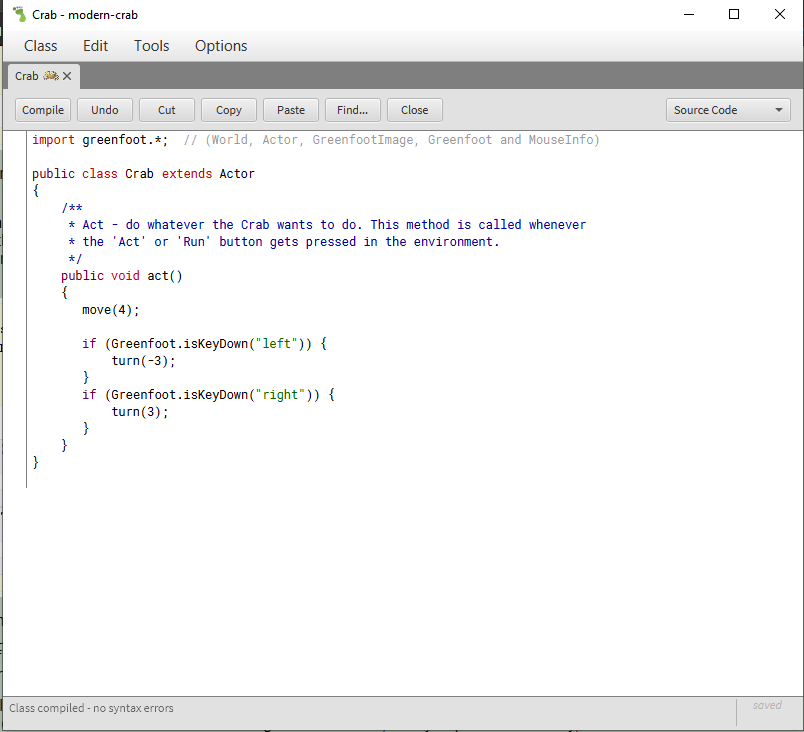 Crab - modern-crab
Class Edit Tools Options
Crab
Compile Undo Cut Copy Paste Find... Close Source Code
import greenfoot.*;  // (World, Actor, GreenfootImage, Greenfoot and MouseInfo)
public class Crab extends Actor
{
    /**
     * Act - do whatever the Crab wants to do. This method is called whenever
     * the 'Act' or 'Run' button gets pressed in the environment.
     */
    public void act()
    {
       move(4);
       if (Greenfoot.isKeyDown("left")) {
           turn(-3);
       }
       if (Greenfoot.isKeyDown("right")) {
           turn(3);
       }
    }
}
Class compiled - no syntax errors
saved